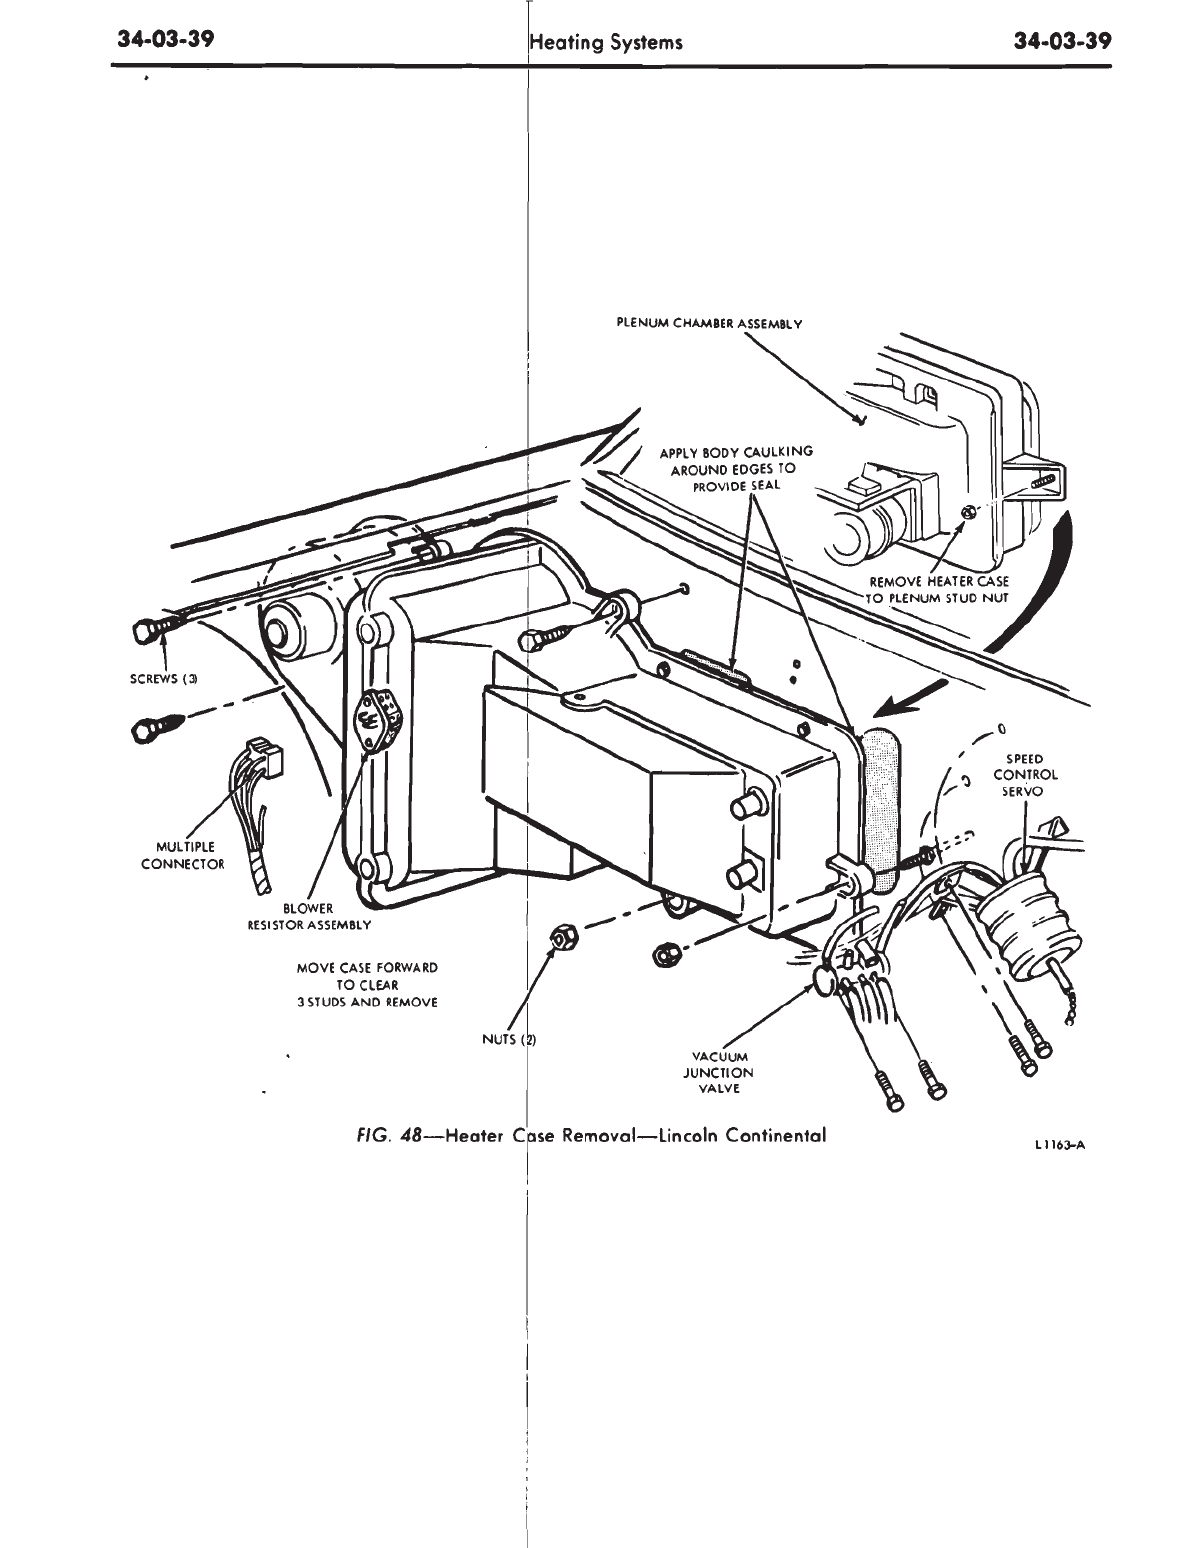 34-03-39
Heating Systems
34-03-39
PLENUM CHAMBER ASSEMBLY
APPLY BODY CAULKING
AROUND EDGES TO
PROVIDE SEAL
REMOVE HEATER CASE
TO PLENUM STUD NUT
SCREWS (3)
SPEED
CONTROL
SERVO
MULTIPLE
CONNECTOR
BLOWER
RESISTOR ASSEMBLY
MOVE CASE FORWARD
TO CLEAR
3 STUDS AND REMOVE
NUTS (2)
VACUUM
JUNCTION
VALVE
FIG. 48—Heater Case Removal—Lincoln Continental
L1163-A